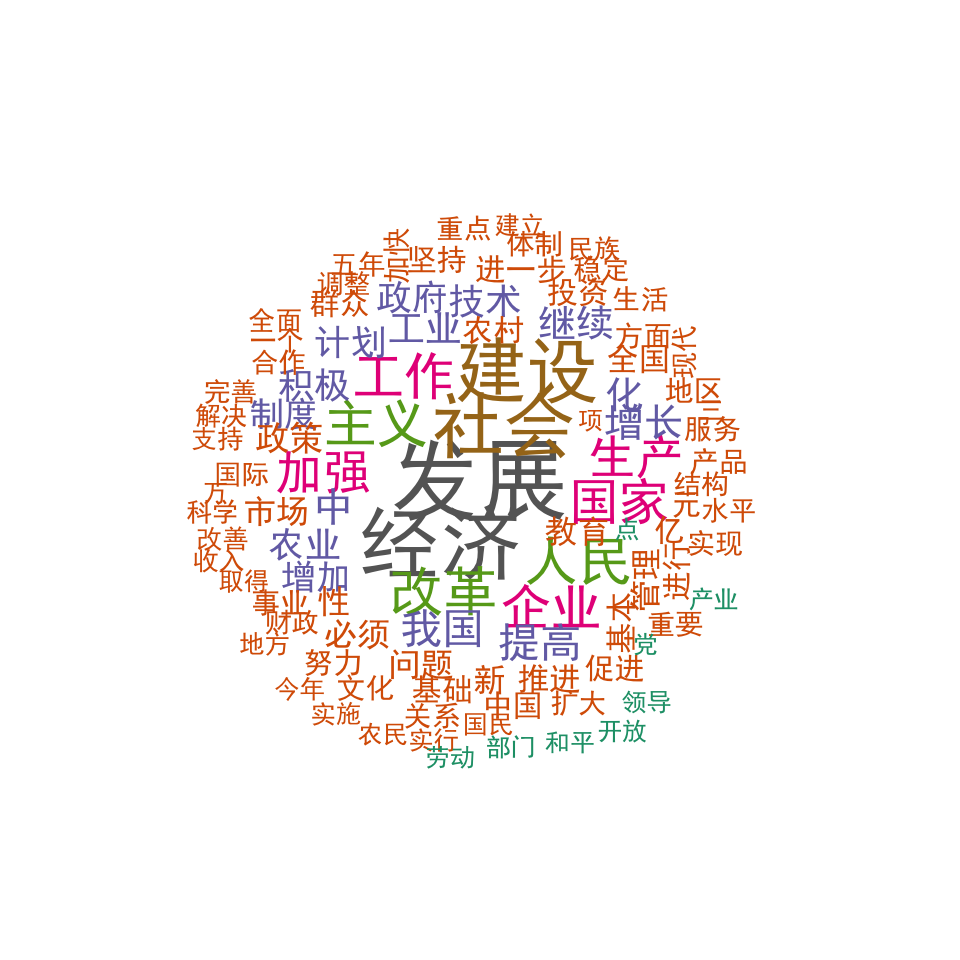 重点
建立
加快
体制
民族
五年
坚持
进一步
稳定
调整
群众
政府
技术
投资
生活
全面
一个
计划
工业
农村
继续
方面
现代
合作
积极
工作
建设
全国
完善
制度
主义
社会
项
化
地区
三
解决
支持
政策
增长
服务
国际
加强
发展
生产
产品
方
科学
市场
中
国家
结构
元
水平
改善
农业
经济
教育
点
亿
实现
收入
取得
增加
改革
人民
管理
进行
产业
事业
性
企业
基本
财政
我国
提高
重要
地方
必须
党
努力
问题
新
推进
促进
今年
文化
基础
中国
扩大
领导
实施
关系
国民
农民
实行
开放
劳动
部门
和平